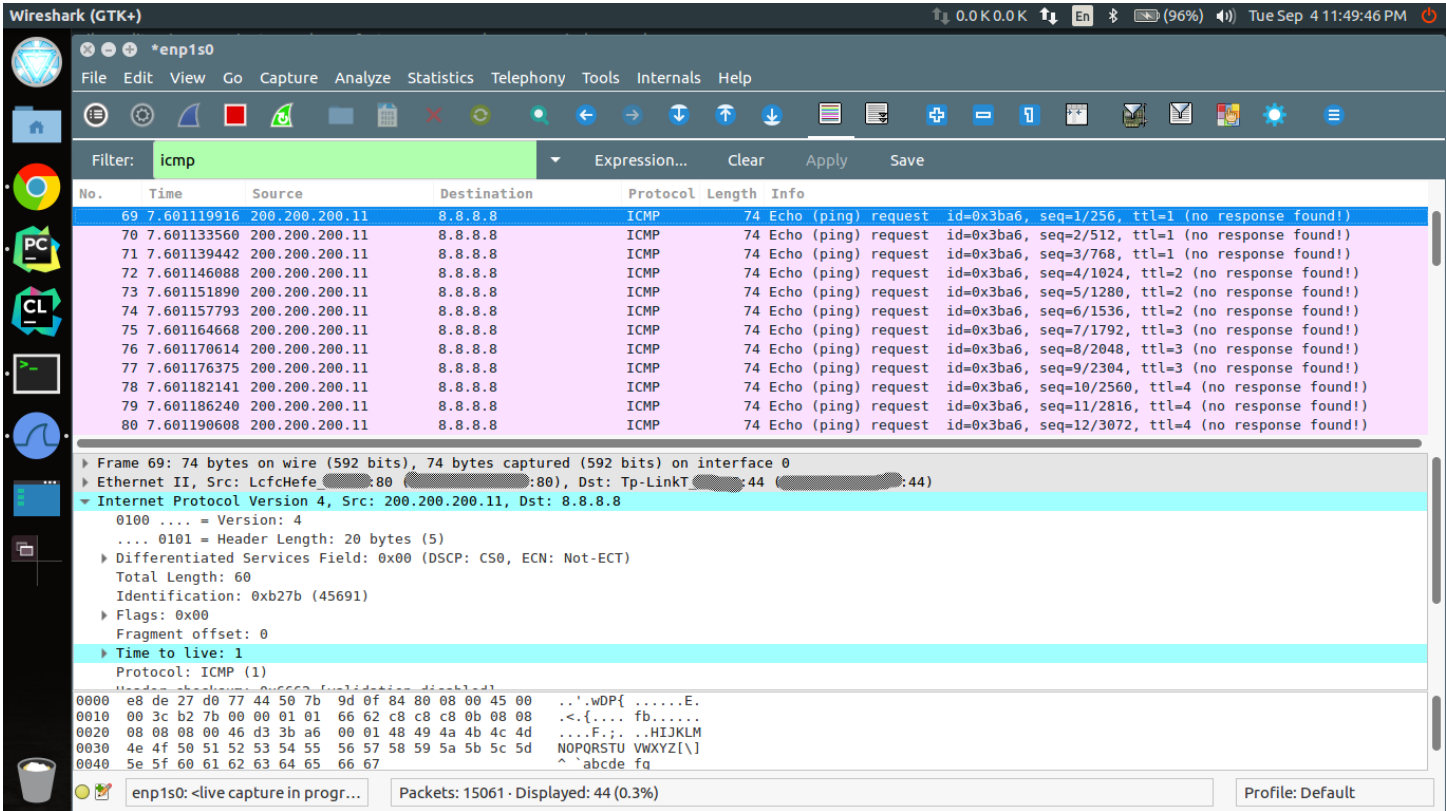 Wireshark (GTK+) 0.0 K 0.0 K En (96%) Tue Sep 4 11:49:46 PM
*enp1s0
File Edit View Go Capture Analyze Statistics Telephony Tools Internals Help
Filter: icmp Expression... Clear Apply Save
No. Time Source Destination Protocol Length Info
69 7.601119916 200.200.200.11 8.8.8.8 ICMP 74 Echo (ping) request id=0x3ba6, seq=1/256, ttl=1 (no response found!)
70 7.601133560 200.200.200.11 8.8.8.8 ICMP 74 Echo (ping) request id=0x3ba6, seq=2/512, ttl=1 (no response found!)
71 7.601139442 200.200.200.11 8.8.8.8 ICMP 74 Echo (ping) request id=0x3ba6, seq=3/768, ttl=1 (no response found!)
72 7.601146088 200.200.200.11 8.8.8.8 ICMP 74 Echo (ping) request id=0x3ba6, seq=4/1024, ttl=2 (no response found!)
73 7.601151890 200.200.200.11 8.8.8.8 ICMP 74 Echo (ping) request id=0x3ba6, seq=5/1280, ttl=2 (no response found!)
74 7.601157793 200.200.200.11 8.8.8.8 ICMP 74 Echo (ping) request id=0x3ba6, seq=6/1536, ttl=2 (no response found!)
75 7.601164668 200.200.200.11 8.8.8.8 ICMP 74 Echo (ping) request id=0x3ba6, seq=7/1792, ttl=3 (no response found!)
76 7.601170614 200.200.200.11 8.8.8.8 ICMP 74 Echo (ping) request id=0x3ba6, seq=8/2048, ttl=3 (no response found!)
77 7.601176375 200.200.200.11 8.8.8.8 ICMP 74 Echo (ping) request id=0x3ba6, seq=9/2304, ttl=3 (no response found!)
78 7.601182141 200.200.200.11 8.8.8.8 ICMP 74 Echo (ping) request id=0x3ba6, seq=10/2560, ttl=4 (no response found!)
79 7.601186240 200.200.200.11 8.8.8.8 ICMP 74 Echo (ping) request id=0x3ba6, seq=11/2816, ttl=4 (no response found!)
80 7.601190608 200.200.200.11 8.8.8.8 ICMP 74 Echo (ping) request id=0x3ba6, seq=12/3072, ttl=4 (no response found!)
Frame 69: 74 bytes on wire (592 bits), 74 bytes captured (592 bits) on interface 0
Ethernet II, Src: LcfcHefe_ :80 ( :80), Dst: Tp-LinkT_ :44 ( :44)
Internet Protocol Version 4, Src: 200.200.200.11, Dst: 8.8.8.8
0100 .... = Version: 4
.... 0101 = Header Length: 20 bytes (5)
Differentiated Services Field: 0x00 (DSCP: CS0, ECN: Not-ECT)
Total Length: 60
Identification: 0xb27b (45691)
Flags: 0x00
Fragment offset: 0
Time to live: 1
Protocol: ICMP (1)
Header checksum: 0x6662 [validation disabled]
0000 e8 de 27 d0 77 44 50 7b 9d 0f 84 80 08 00 45 00 ..'.wDP{ ......E.
0010 00 3c b2 7b 00 00 01 01 66 62 c8 c8 c8 0b 08 08 .<.{.... fb......
0020 08 08 08 00 46 d3 3b a6 00 01 48 49 4a 4b 4c 4d ....F.;. ..HIJKLM
0030 4e 4f 50 51 52 53 54 55 56 57 58 59 5a 5b 5c 5d NOPQRSTU VWXYZ[\]
0040 5e 5f 60 61 62 63 64 65 66 67 ^_`abcde fg
enp1s0: <live capture in progr... Packets: 15061 · Displayed: 44 (0.3%) Profile: Default
PC
CL